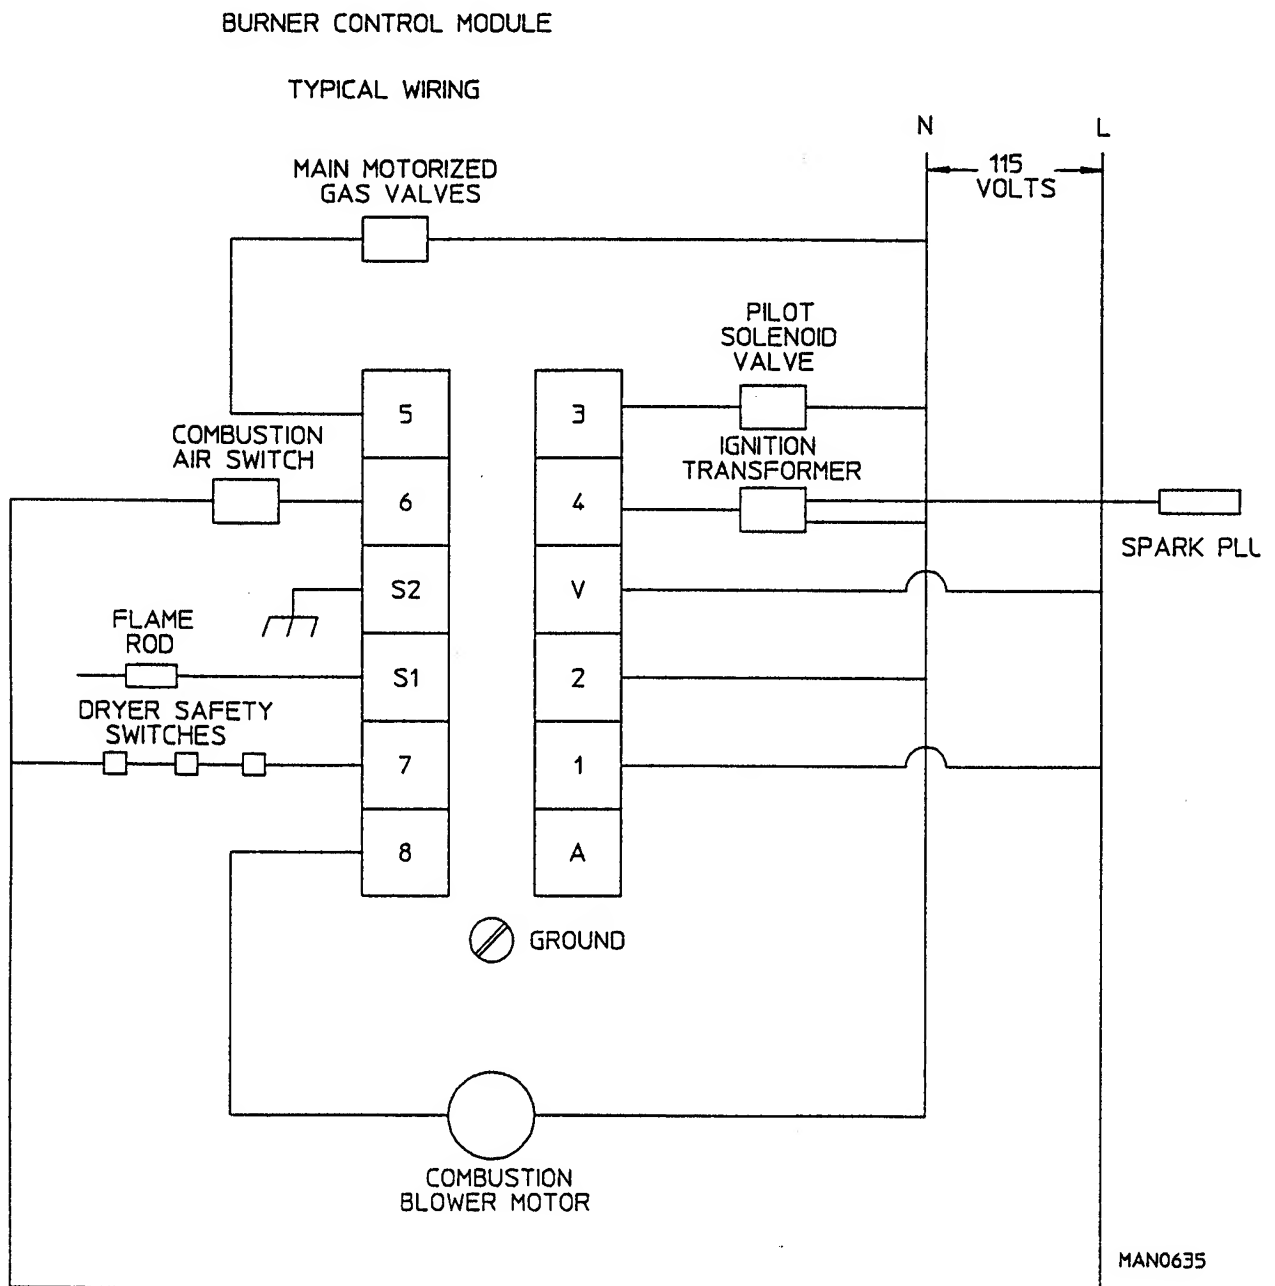 BURNER CONTROL MODULE
TYPICAL WIRING
N
L
115
VOLTS
MAIN MOTORIZED
GAS VALVES
PILOT
SOLENOID
VALVE
5
3
COMBUSTION
AIR SWITCH
IGNITION
TRANSFORMER
6
4
SPARK PLU
S2
V
FLAME
ROD
S1
2
DRYER SAFETY
SWITCHES
7
1
8
A
GROUND
COMBUSTION
BLOWER MOTOR
MAN0635